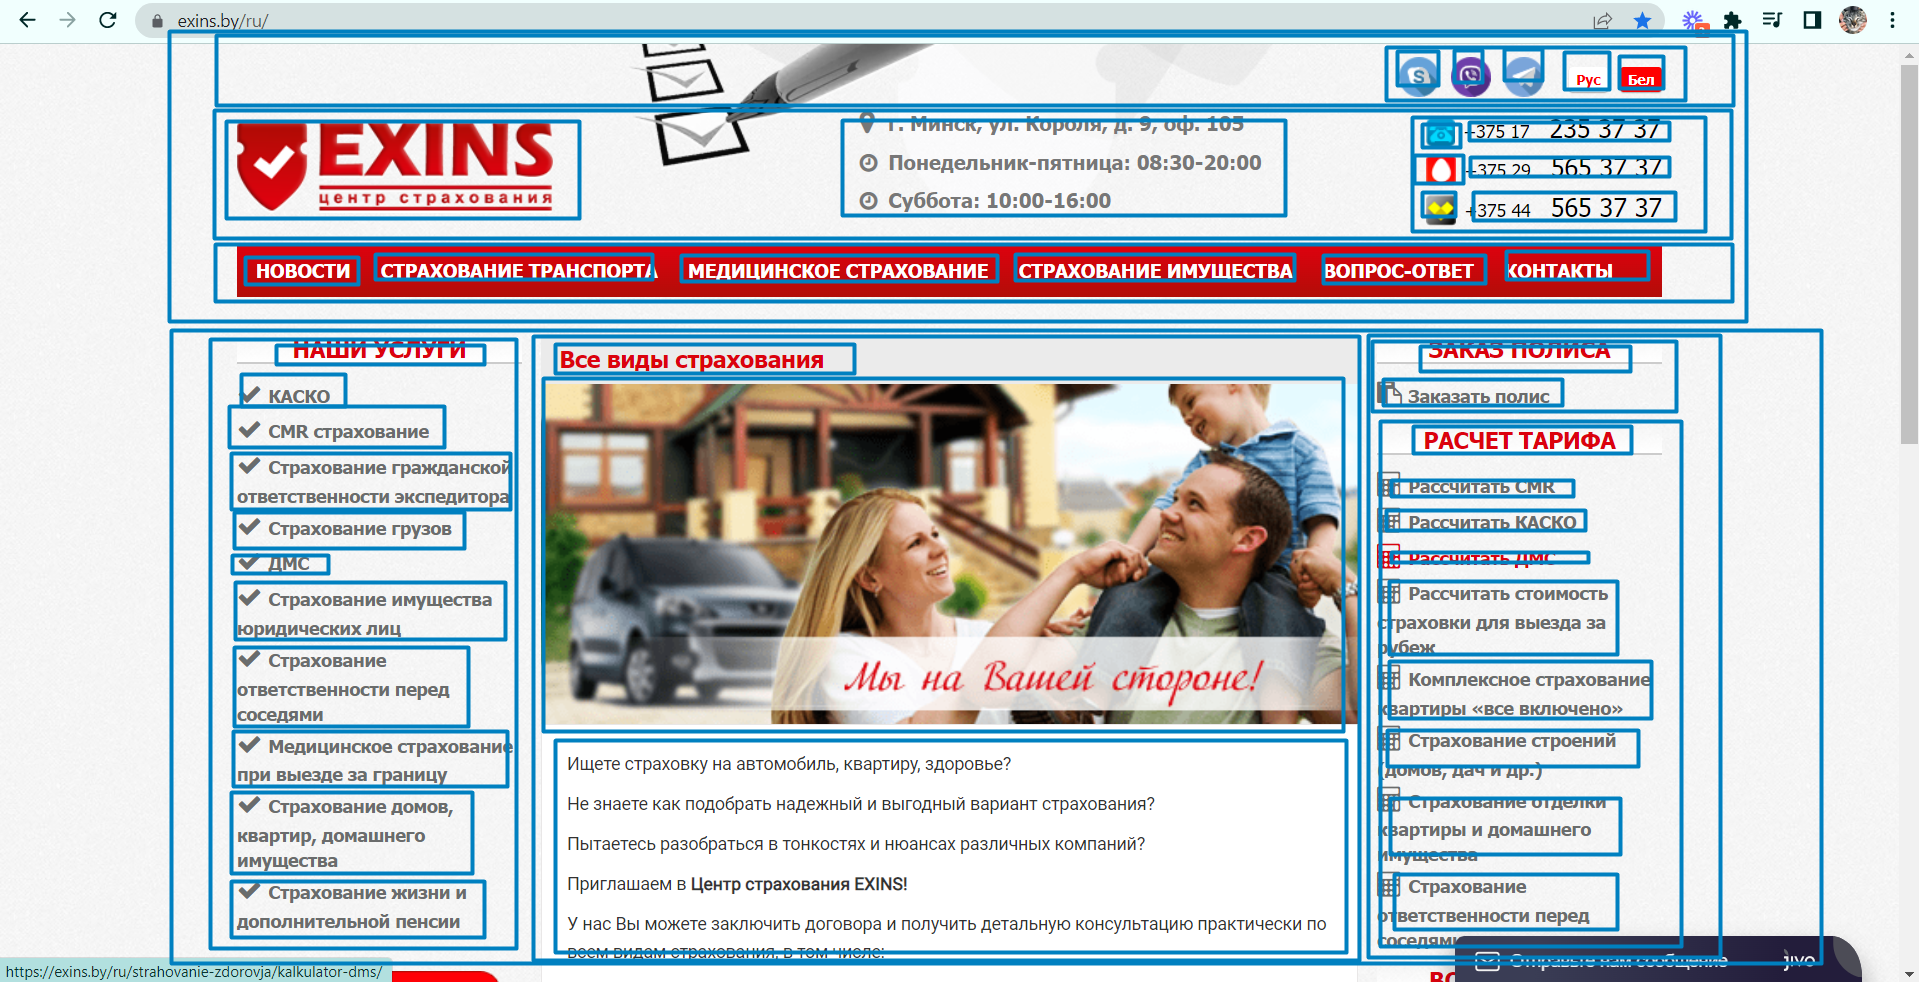 exins.by/ru/
Рус
Бел
EXINS
центр страхования
г. Минск, ул. Короля, д. 9, оф. 105
Понедельник-пятница: 08:30-20:00
Суббота: 10:00-16:00
+375 17 235 37 37
+375 29 565 37 37
+375 44 565 37 37
НОВОСТИ СТРАХОВАНИЕ ТРАНСПОРТА МЕДИЦИНСКОЕ СТРАХОВАНИЕ СТРАХОВАНИЕ ИМУЩЕСТВА ВОПРОС-ОТВЕТ КОНТАКТЫ
НАШИ УСЛУГИ
КАСКО
CMR страхование
Страхование гражданской
ответственности экспедитора
Страхование грузов
ДМС
Страхование имущества
юридических лиц
Страхование
ответственности перед
соседями
Медицинское страхование
при выезде за границу
Страхование домов,
квартир, домашнего
имущества
Страхование жизни и
дополнительной пенсии
Все виды страхования
Мы на Вашей стороне!
Ищете страховку на автомобиль, квартиру, здоровье?
Не знаете как подобрать надежный и выгодный вариант страхования?
Пытаетесь разобраться в тонкостях и нюансах различных компаний?
Приглашаем в Центр страхования EXINS!
У нас Вы можете заключить договора и получить детальную консультацию практически по
всем видам страхования, в том числе:
ЗАКАЗ ПОЛИСА
Заказать полис
РАСЧЕТ ТАРИФА
Рассчитать CMR
Рассчитать КАСКО
Рассчитать ДМС
Рассчитать стоимость
страховки для выезда за
рубеж
Комплексное страхование
квартиры «все включено»
Страхование строений
(домов, дач и др.)
Страхование отделки
квартиры и домашнего
имущества
Страхование
ответственности перед
соседями
Отправьте нам сообщение
jivo
https://exins.by/ru/strahovanie-zdorovja/kalkulator-dms/